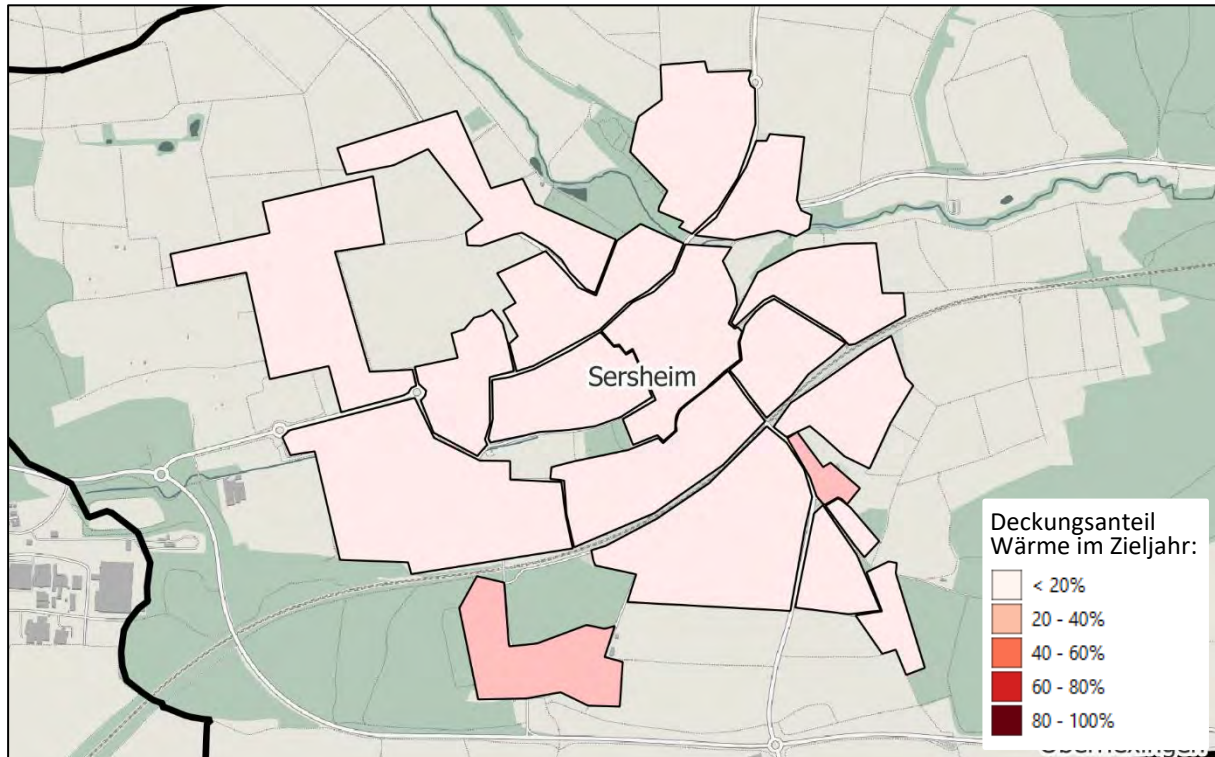 Sersheim
Deckungsanteil
Wärme im Zieljahr:
< 20%
20 - 40%
40 - 60%
60 - 80%
80 - 100%